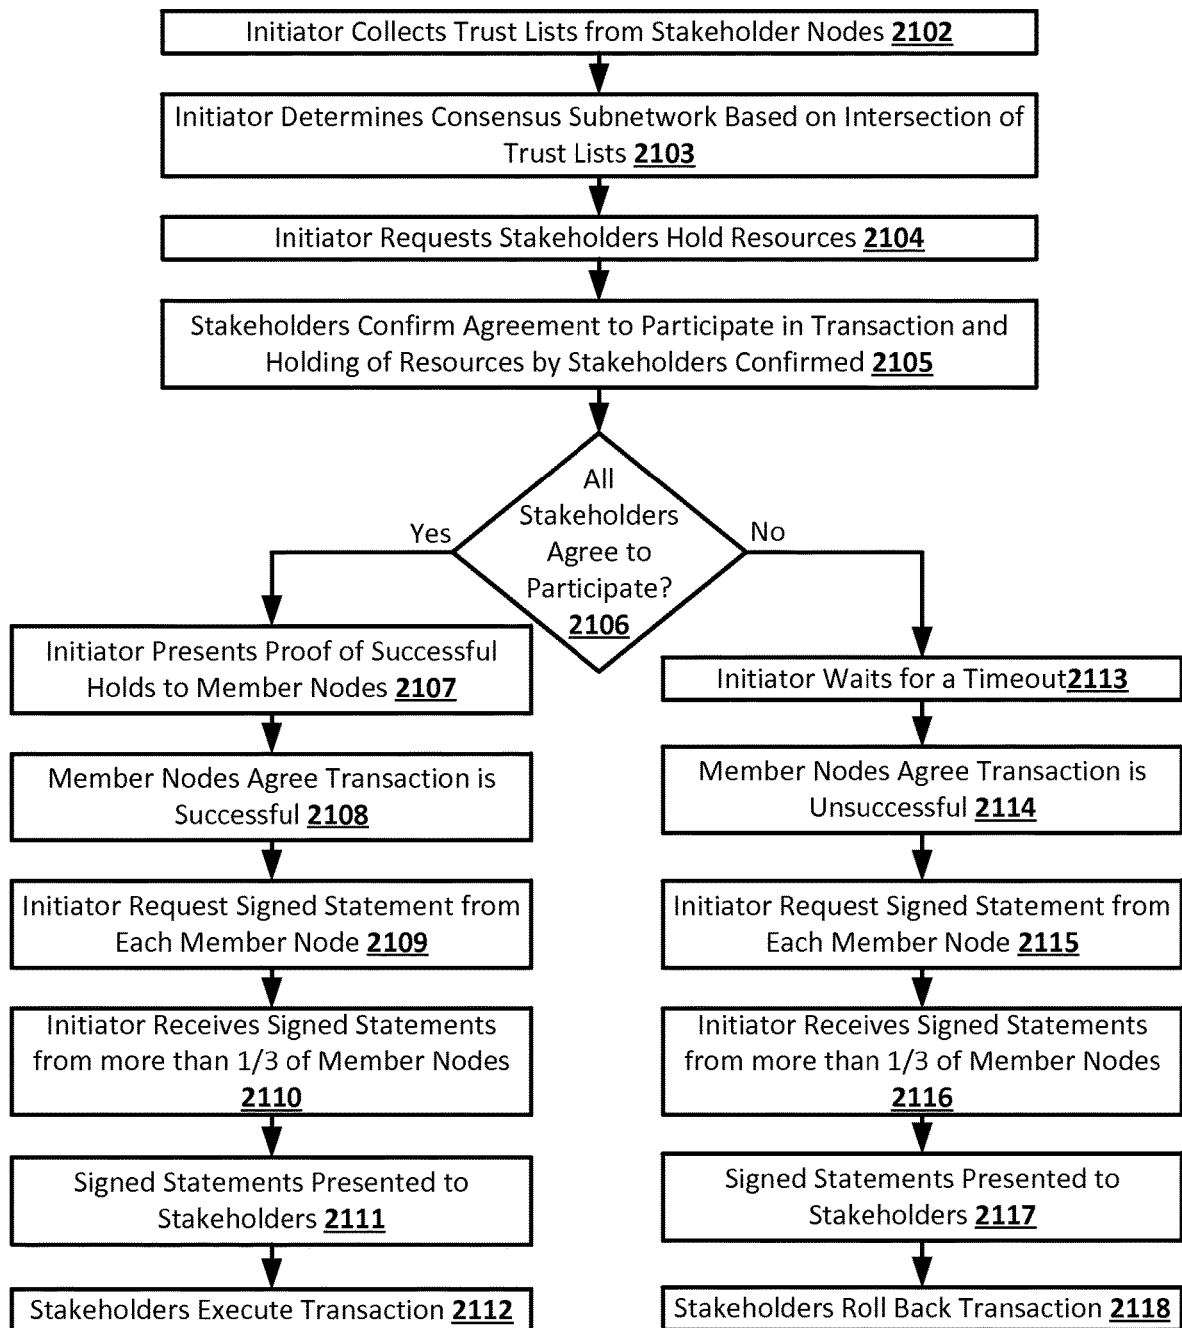 Initiator Collects Trust Lists from Stakeholder Nodes 2102
Initiator Determines Consensus Subnetwork Based on Intersection of
Trust Lists 2103
Initiator Requests Stakeholders Hold Resources 2104
Stakeholders Confirm Agreement to Participate in Transaction and
Holding of Resources by Stakeholders Confirmed 2105
All
Stakeholders
Agree to
Participate?
2106
Yes
No
Initiator Presents Proof of Successful
Holds to Member Nodes 2107
Member Nodes Agree Transaction is
Successful 2108
Initiator Request Signed Statement from
Each Member Node 2109
Initiator Receives Signed Statements
from more than 1/3 of Member Nodes
2110
Signed Statements Presented to
Stakeholders 2111
Stakeholders Execute Transaction 2112
Initiator Waits for a Timeout2113
Member Nodes Agree Transaction is
Unsuccessful 2114
Initiator Request Signed Statement from
Each Member Node 2115
Initiator Receives Signed Statements
from more than 1/3 of Member Nodes
2116
Signed Statements Presented to
Stakeholders 2117
Stakeholders Roll Back Transaction 2118